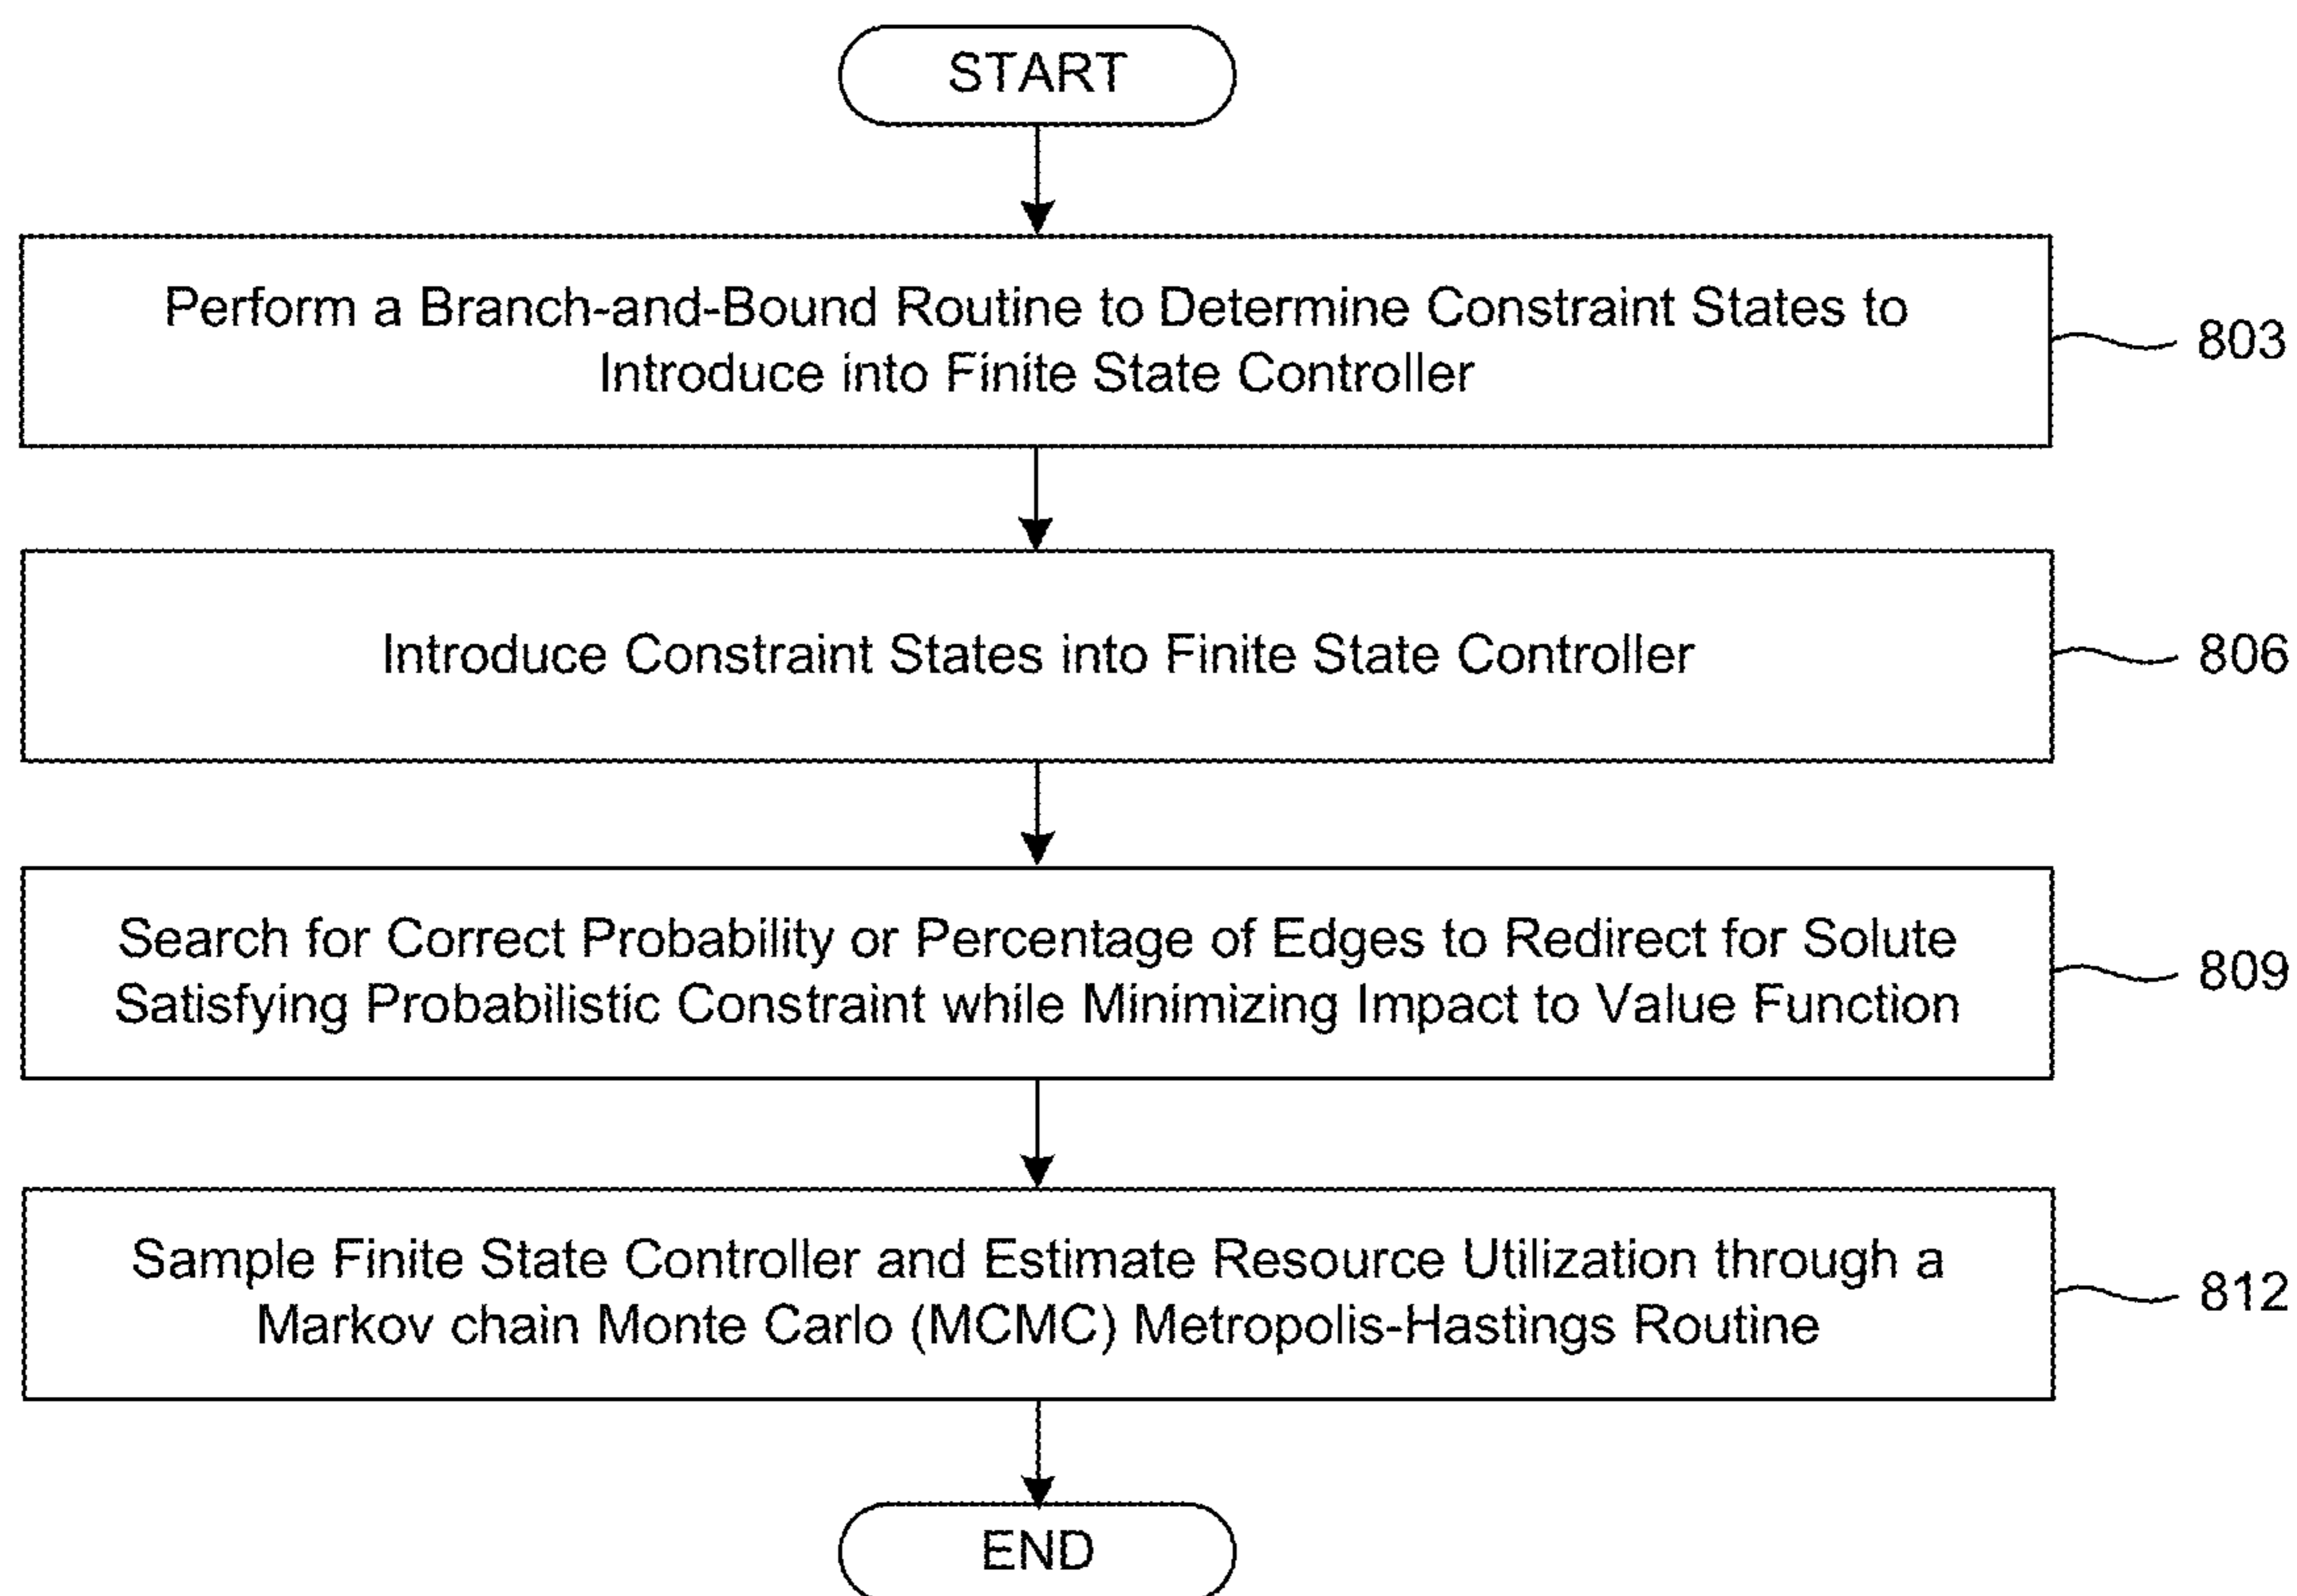 START
Perform a Branch-and-Bound Routine to Determine Constraint States to
Introduce into Finite State Controller
803
Introduce Constraint States into Finite State Controller
806
Search for Correct Probability or Percentage of Edges to Redirect for Solute
Satisfying Probabilistic Constraint while Minimizing Impact to Value Function
809
Sample Finite State Controller and Estimate Resource Utilization through a
Markov chain Monte Carlo (MCMC) Metropolis-Hastings Routine
812
END